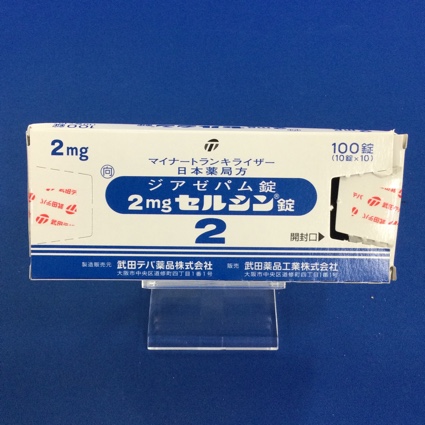 100錠
2mg
2mg
向
マイナートランキライザー
日本薬局方
ジアゼパム錠
2mgセルシン®錠
2
100錠
(10錠×10)
開封口▶
製造販売元 武田テバ薬品株式会社
大阪市中央区道修町四丁目1番1号
販売 武田薬品工業株式会社
大阪市中央区道修町四丁目1番1号